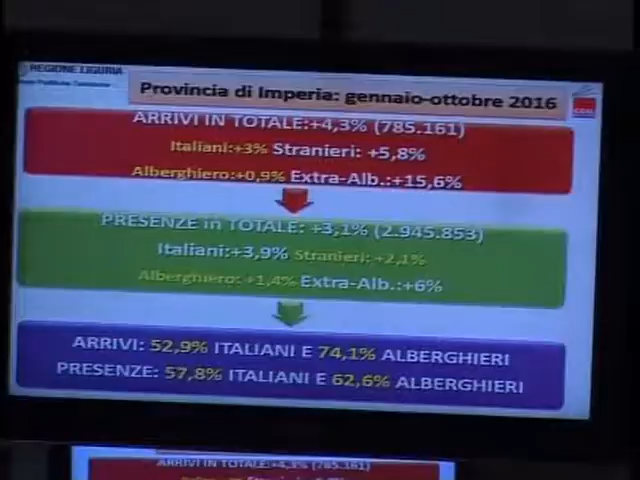 REGIONE LIGURIA
Provincia di Imperia: gennaio-ottobre 2016
ARRIVI IN TOTALE:+4,3% (785.161)
Italiani:+3% Stranieri: +5,8%
Alberghiero:+0,9% Extra-Alb.:+15,6%
PRESENZE in TOTALE: +3,1% (2.945.853)
Italiani:+3,9% Stranieri: +2,1%
Alberghiero: +1,4% Extra-Alb.:+6%
ARRIVI: 52,9% ITALIANI E 74,1% ALBERGHIERI
PRESENZE: 57,8% ITALIANI E 62,6% ALBERGHIERI
ARRIVI IN TOTALE:+4,3% (785.161)